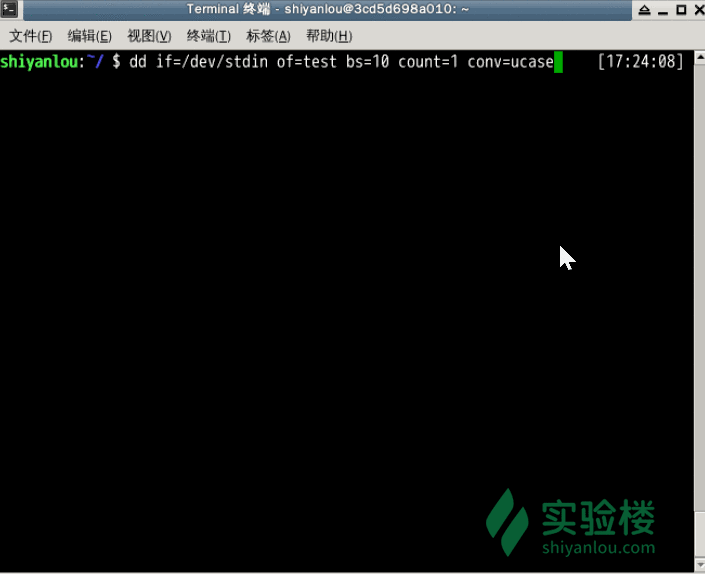 Terminal 终端 - shiyanlou@3cd5d698a010: ~
文件(F) 编辑(E) 视图(V) 终端(T) 标签(A) 帮助(H)
shiyanlou:~/ $ dd if=/dev/stdin of=test bs=10 count=1 conv=ucase [17:24:08]
实验楼
shiyanlou.com